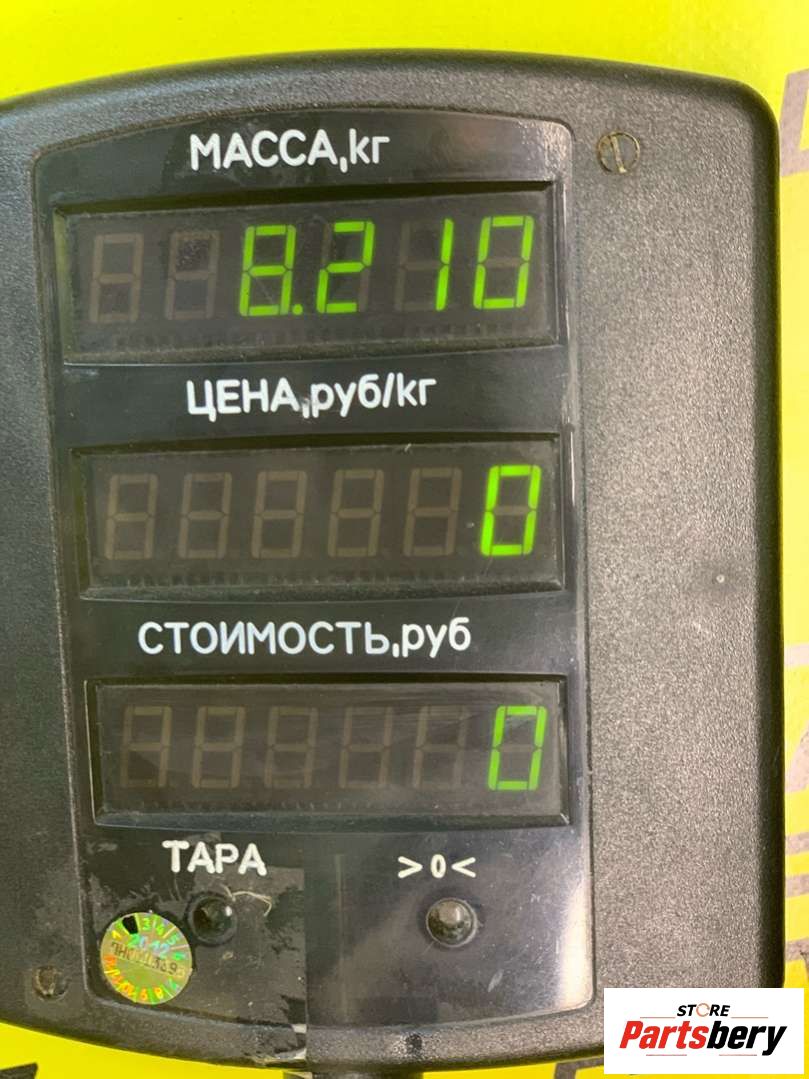 МАССА,кг
8.210
ЦЕНА,руб/кг
0
СТОИМОСТЬ,руб
0
ТАРА >0<
STORE
Partsbery